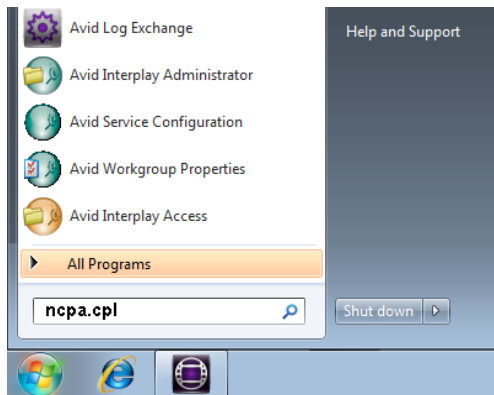 Avid Log Exchange
Help and Support
Avid Interplay Administrator
Avid Service Configuration
Avid Workgroup Properties
Avid Interplay Access
All Programs
ncpa.cpl
Shut down